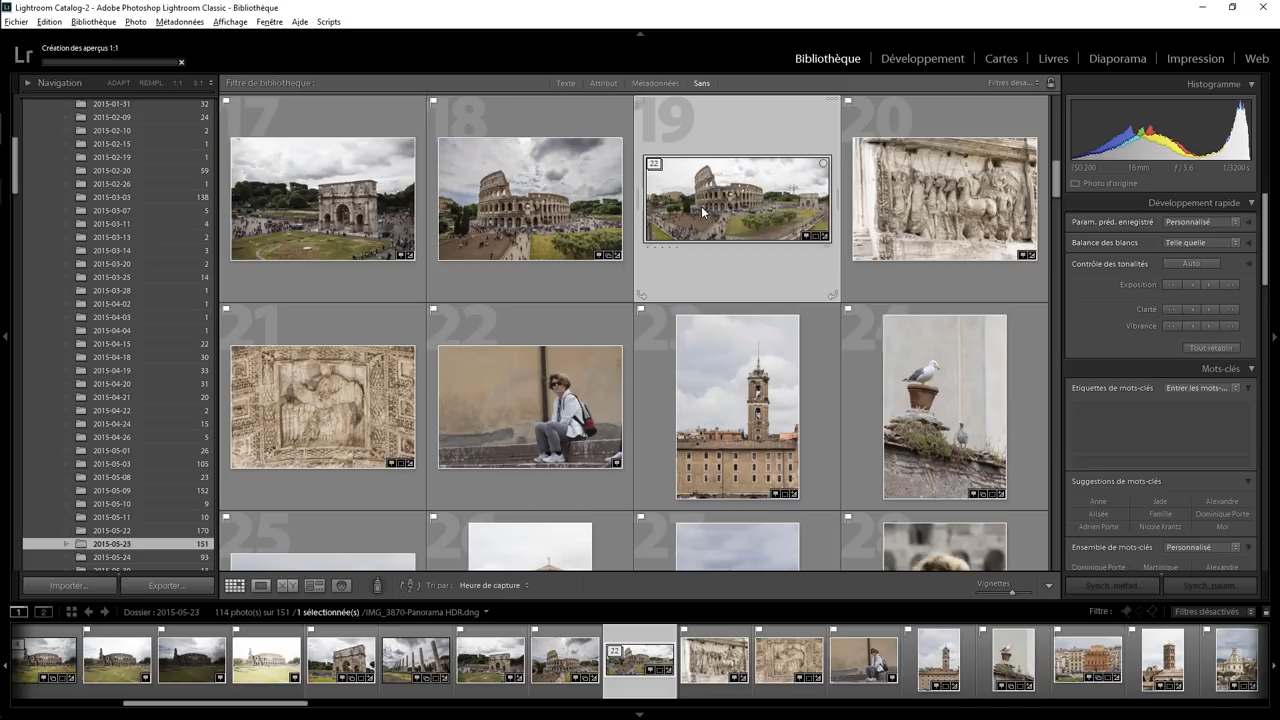 Lightroom Catalog-2 - Adobe Photoshop Lightroom Classic - Bibliothèque
Fichier Edition Bibliothèque Photo Métadonnées Affichage Fenêtre Aide Scripts
Lr Création des aperçus 1:1
Bibliothèque | Développement | Cartes | Livres | Diaporama | Impression | Web
Navigation ADAPT REMPL. 1:1 3:1
Filtre de bibliothèque : Texte Attribut Métadonnées Sans Filtres désa...
Histogramme
2015-01-31 32
2015-02-09 24
2015-02-10 2
2015-02-15 1
2015-02-19 1
2015-02-20 59
2015-02-26 1
2015-03-03 138
2015-03-07 5
2015-03-11 4
2015-03-13 2
2015-03-14 3
2015-03-20 2
2015-03-25 14
2015-03-28 1
2015-04-02 1
2015-04-03 1
2015-04-04 1
2015-04-15 22
2015-04-18 30
2015-04-19 33
2015-04-20 31
2015-04-21 20
2015-04-22 2
2015-04-24 15
2015-04-26 5
2015-05-01 26
2015-05-03 105
2015-05-08 23
2015-05-09 152
2015-05-10 9
2015-05-11 10
2015-05-22 170
2015-05-23 151
2015-05-24 93
17 18 19 20
22
21 22 23 24
25 26 27 28
ISO 200 16 mm f / 5,6 1/3200 s
Photo d'origine
Développement rapide
Param. préd. enregistré Personnalisé
Balance des blancs Telle quelle
Contrôle des tonalités Auto
Exposition
Clarté
Vibrance
Tout rétablir
Mots-clés
Etiquettes de mots-clés Entrer les mots-...
Suggestions de mots-clés
Anne Jade Alexandre
Alisée Famille Dominique Porte
Adrien Porte Nicole Krantz Moi
Ensemble de mots-clés Personnalisé
Dominique Porte Martinique Alexandre
Importer... Exporter...
Tri par : Heure de capture
Vignettes
Synch. métad. Synch. param.
1 2 Dossier : 2015-05-23 114 photo(s) sur 151 /1 sélectionnée(s) /IMG_3870-Panorama HDR.dng
Filtre : Filtres désactivés
22